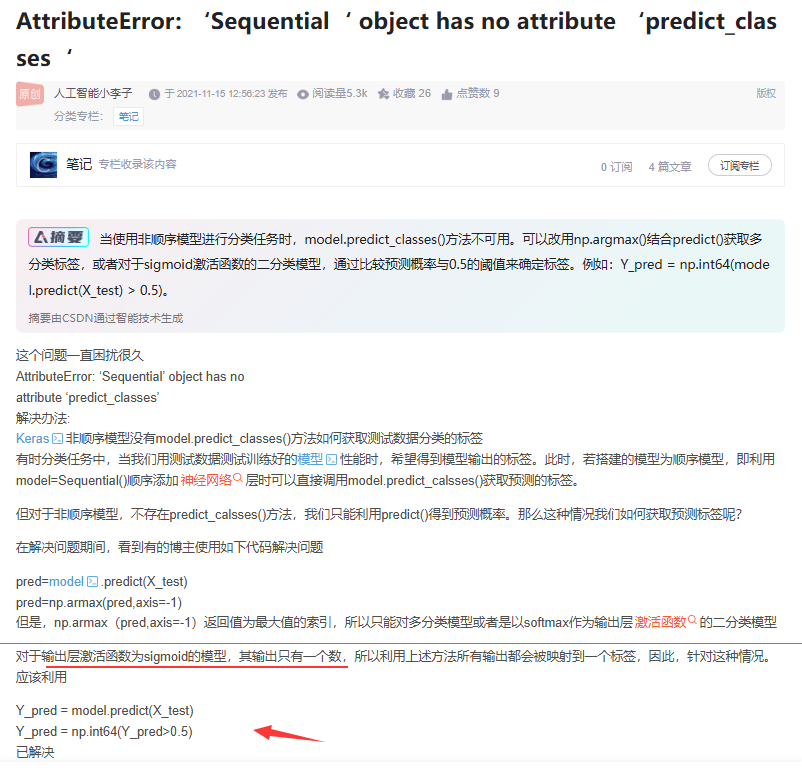 AttributeError: ‘Sequential ‘ object has no attribute ‘predict_clas
ses ‘
原创 人工智能小李子 于 2021-11-15 12:56:23 发布 阅读量5.3k 收藏 26 点赞数 9 版权
分类专栏: 笔记
笔记 专栏收录该内容 0 订阅 4 篇文章 订阅专栏
摘要 当使用非顺序模型进行分类任务时，model.predict_classes()方法不可用。可以改用np.argmax()结合predict()获取多
分类标签，或者对于sigmoid激活函数的二分类模型，通过比较预测概率与0.5的阈值来确定标签。例如：Y_pred = np.int64(mode
l.predict(X_test) > 0.5)。
摘要由CSDN通过智能技术生成
这个问题一直困扰很久
AttributeError: ‘Sequential’ object has no
attribute ‘predict_classes’
解决办法:
Keras 非顺序模型没有model.predict_classes()方法如何获取测试数据分类的标签
有时分类任务中，当我们用测试数据测试训练好的模型 性能时，希望得到模型输出的标签。此时，若搭建的模型为顺序模型，即利用
model=Sequential()顺序添加 神经网络 层时可以直接调用model.predict_calsses()获取预测的标签。
但对于非顺序模型，不存在predict_calsses()方法，我们只能利用predict()得到预测概率。那么这种情况我们如何获取预测标签呢?
在解决问题期间，看到有的博主使用如下代码解决问题
pred=model .predict(X_test)
pred=np.armax(pred,axis=-1)
但是，np.armax（pred,axis=-1）返回值为最大值的索引，所以只能对多分类模型或者是以softmax作为输出层 激活函数 的二分类模型
对于输出层激活函数为sigmoid的模型，其输出只有一个数，所以利用上述方法所有输出都会被映射到一个标签，因此，针对这种情况。
应该利用
Y_pred = model.predict(X_test)
Y_pred = np.int64(Y_pred>0.5)
已解决